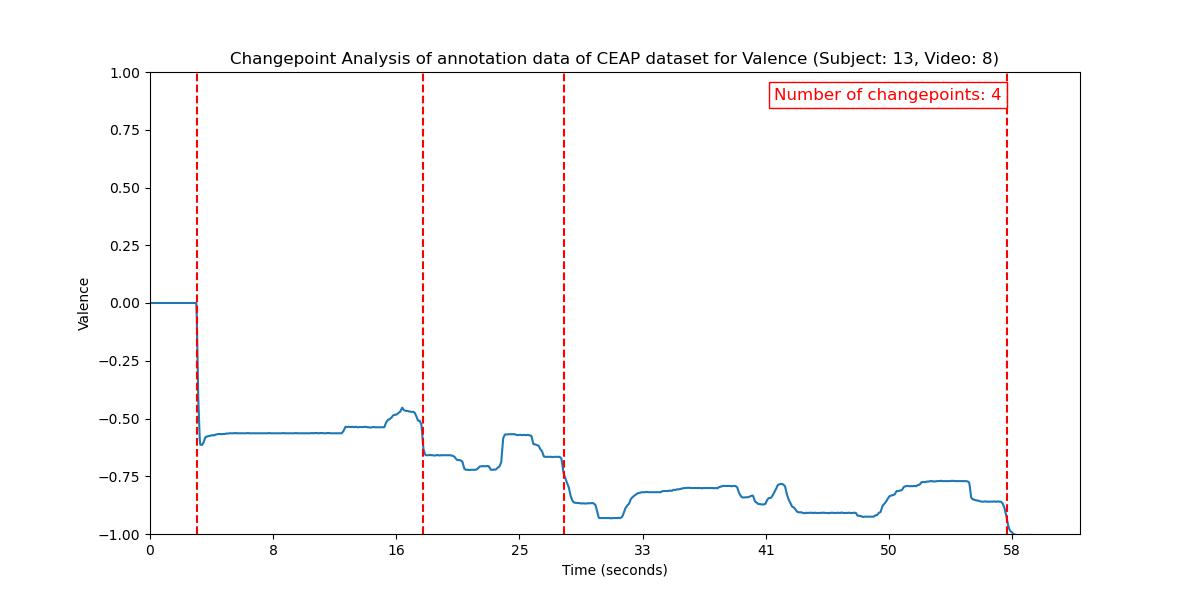 Changepoint Analysis of annotation data of CEAP dataset for Valence (Subject: 13, Video: 8)
Number of changepoints: 4
1.00
0.75
0.50
0.25
0.00
−0.25
−0.50
−0.75
−1.00
Valence
0 8 16 25 33 41 50 58
Time (seconds)